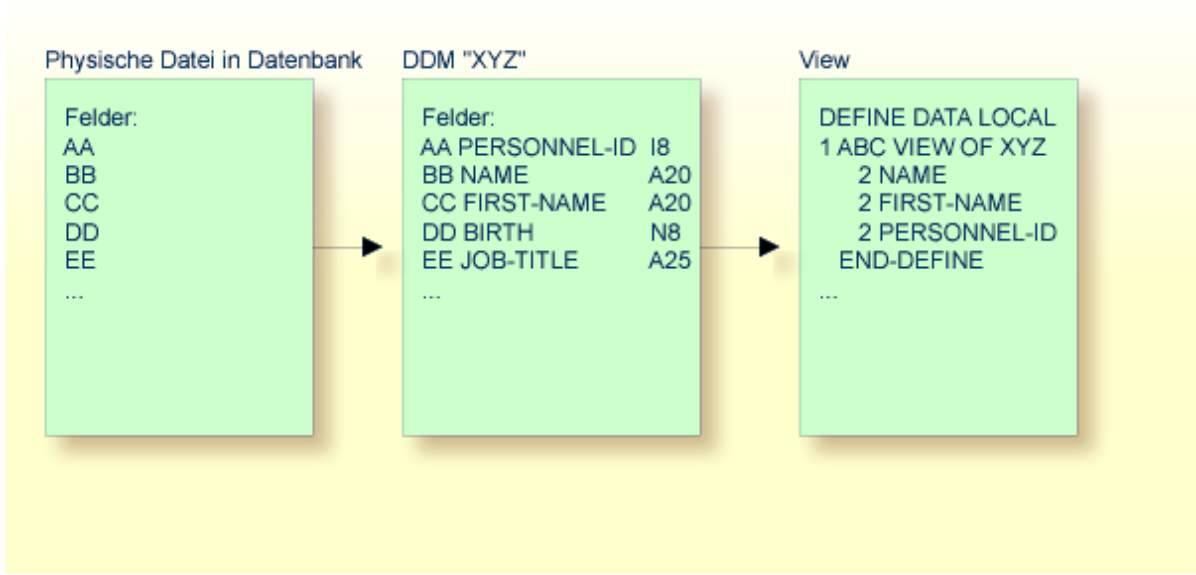 Physische Datei in Datenbank
Felder:
AA
BB
CC
DD
EE
...
DDM "XYZ"
Felder:
AA PERSONNEL-ID I8
BB NAME A20
CC FIRST-NAME A20
DD BIRTH N8
EE JOB-TITLE A25
...
View
DEFINE DATA LOCAL
1 ABC VIEW OF XYZ
2 NAME
2 FIRST-NAME
2 PERSONNEL-ID
END-DEFINE
...